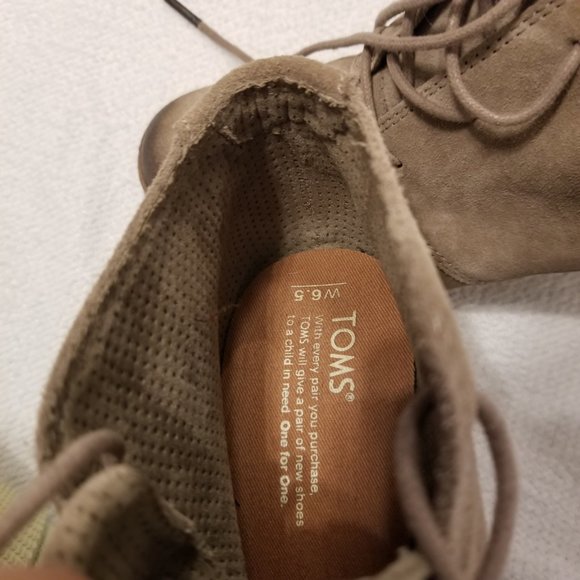 W6.5
TOMS®
With every pair you purchase,
TOMS will give a pair of new shoes
to a child in need. One for One.